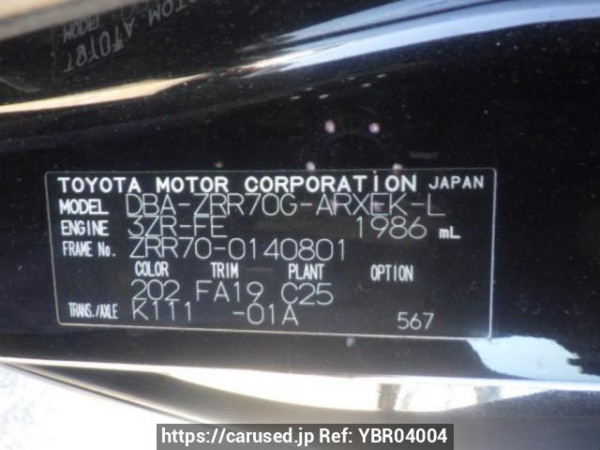 TOYOTA MOTOR CORPORATION JAPAN
MODEL DBA-ZRR70G-ARXEK-L
ENGINE 3ZR-FE 1986 mL
FRAME No. ZRR70-0140801
COLOR TRIM PLANT OPTION
202 FA19 C25
TRANS./AXLE K111 -01A 567
https://carused.jp Ref: YBR04004